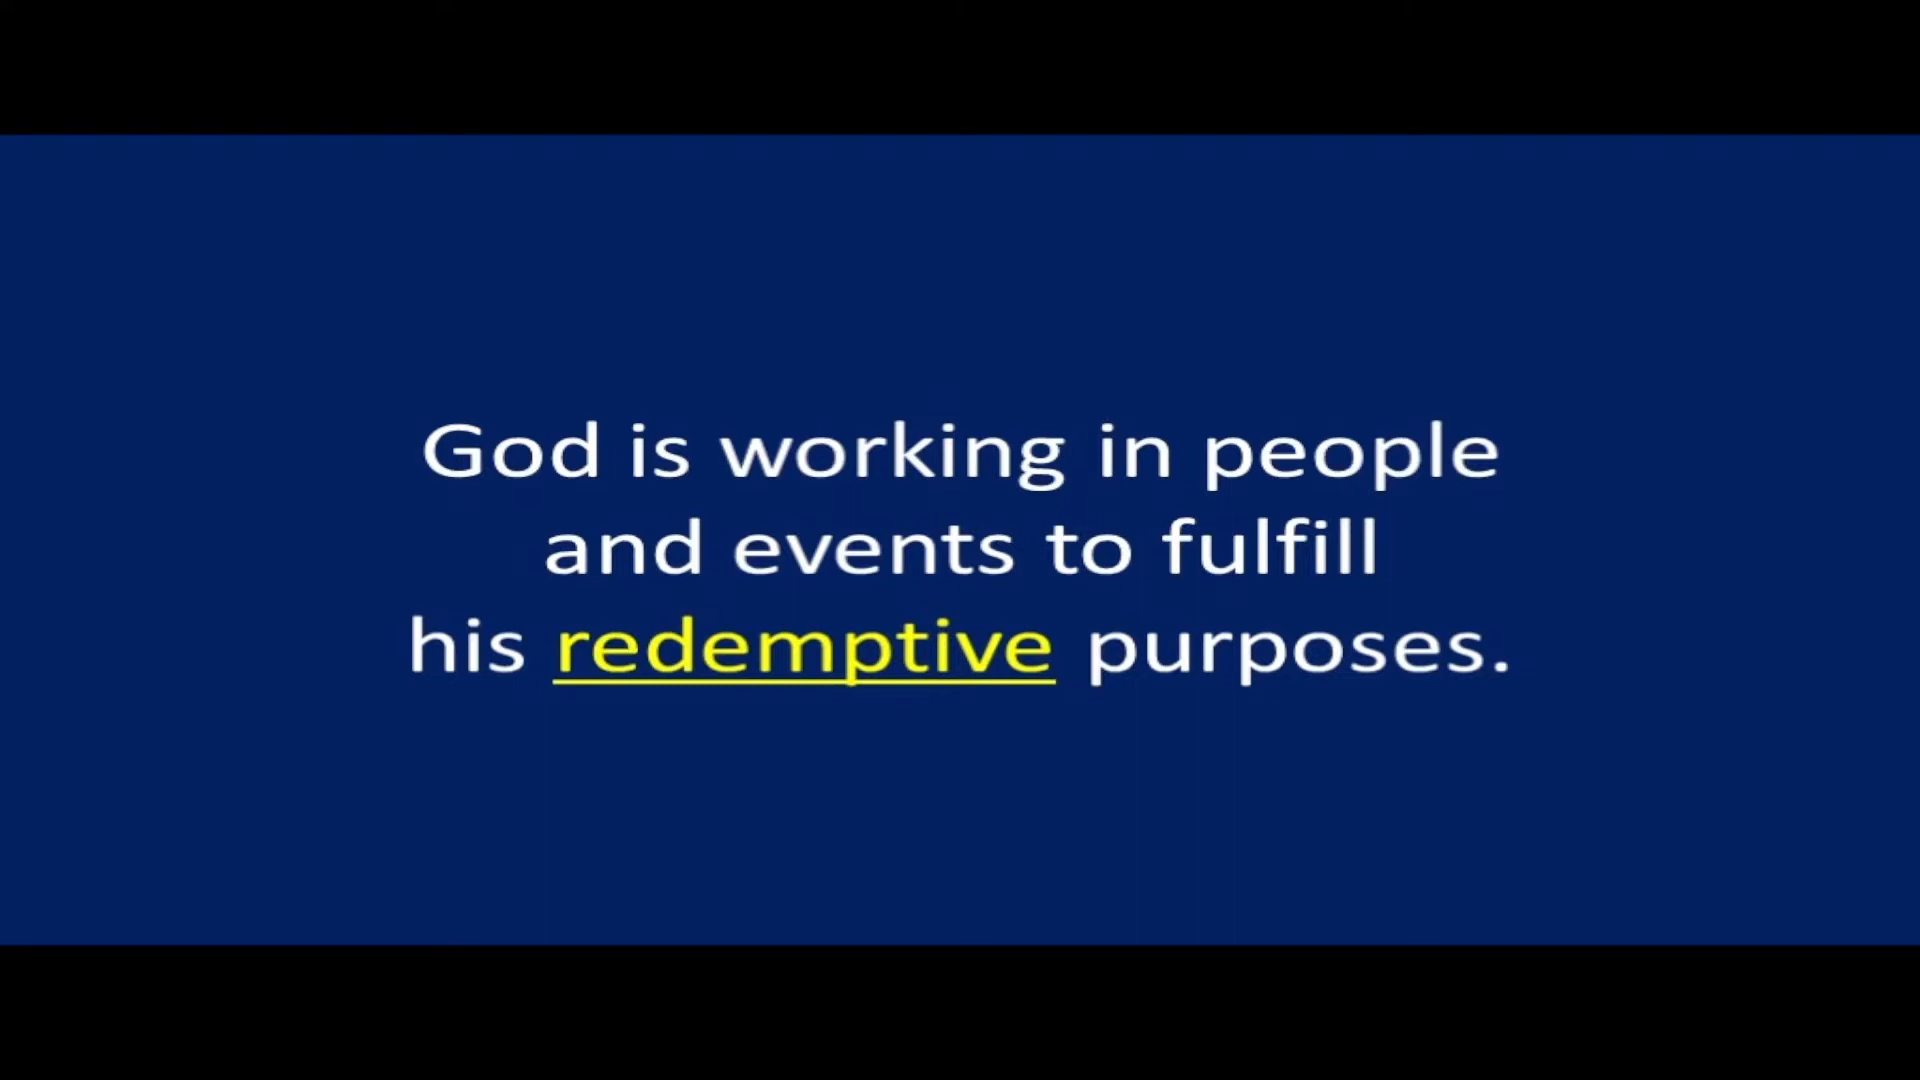 God is working in people
and events to fulfill
his redemptive purposes.